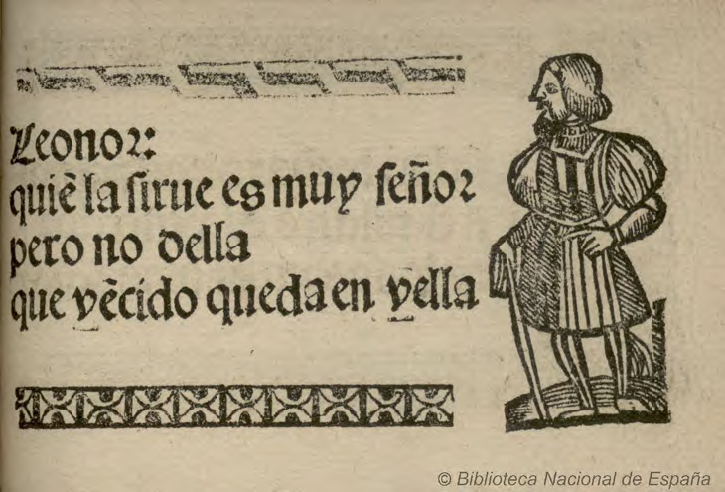 Leonor:
quiẽ la sirue es muy señor
pero no della
que vẽcido queda en vella
© Biblioteca Nacional de España